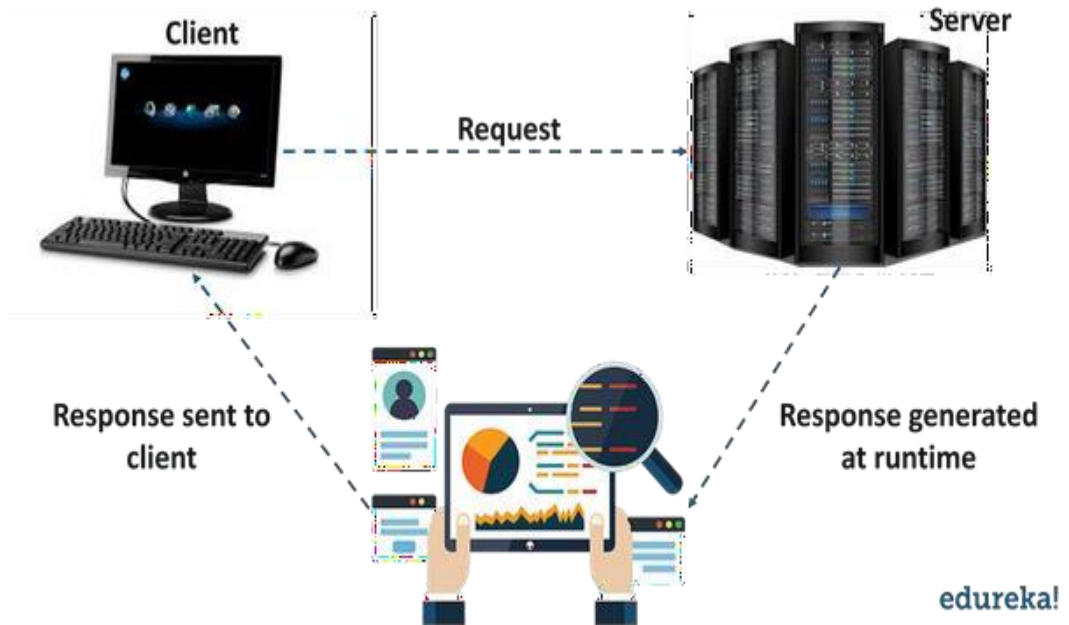 Client
Server
Request
Response sent to
client
Response generated
at runtime
edureka!